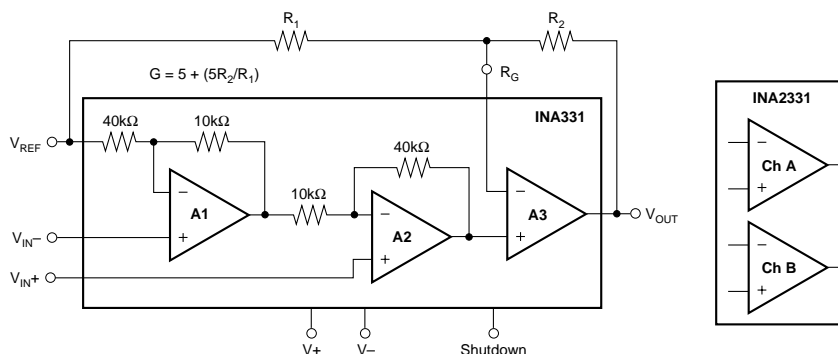 R1
R2
G = 5 + (5R2/R1)
RG
INA331
INA2331
40kΩ
10kΩ
VREF
40kΩ
Ch A
−
+
−
+
A1
10kΩ
−
+
A2
−
+
A3
VOUT
VIN−
VIN+
−
+
Ch B
V+
V−
Shutdown